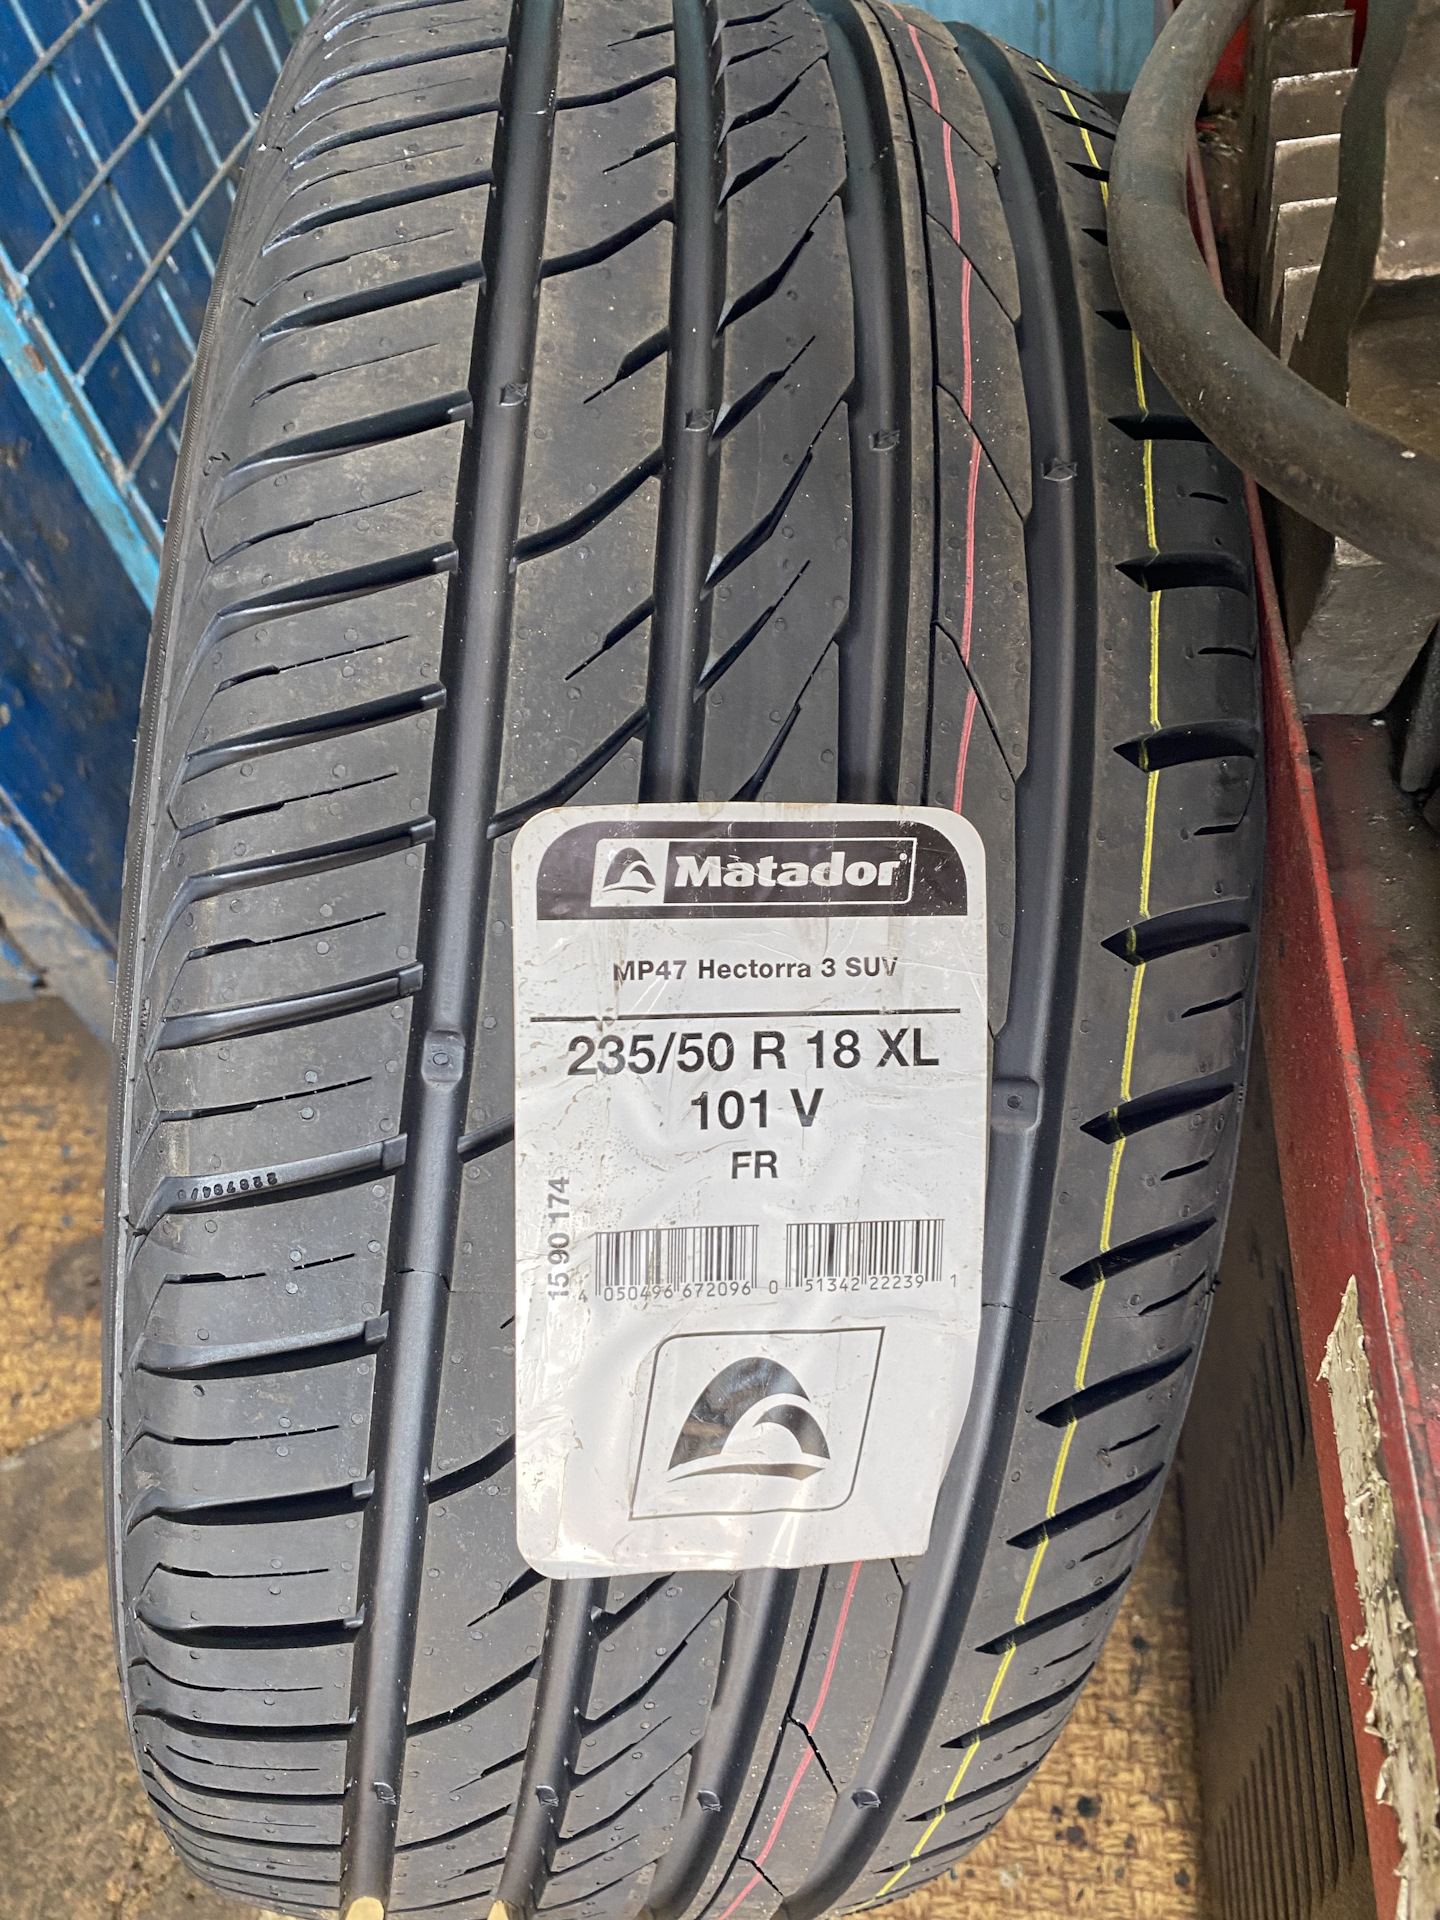 Matador
MP47 Hectorra 3 SUV
235/50 R 18 XL
101 V
FR
15 90 174
4 050496 672096 0 51342 22239 1